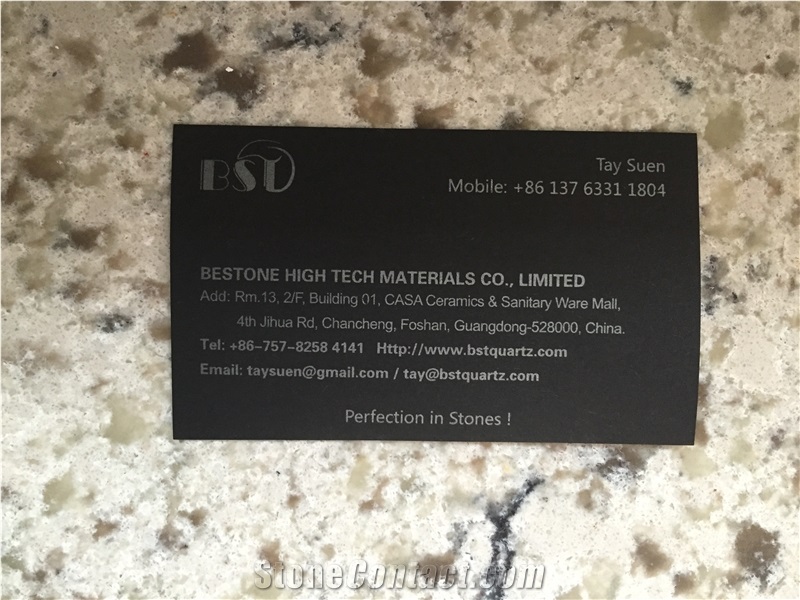 BST
Tay Suen
Mobile: +86 137 6331 1804
BESTONE HIGH TECH MATERIALS CO., LIMITED
Add: Rm.13, 2/F, Building 01, CASA Ceramics & Sanitary Ware Mall,
4th Jihua Rd, Chancheng, Foshan, Guangdong-528000, China.
Tel: +86-757-8258 4141 Http://www.bstquartz.com
Email: taysuen@gmail.com / tay@bstquartz.com
Perfection in Stones !
StoneContact.com